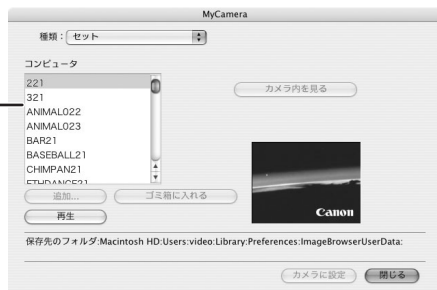 MyCamera
種類：セット
コンピュータ
221
321
ANIMAL022
ANIMAL023
BAR21
BASEBALL21
CHIMPAN21
ETHDANCE21
カメラ内を見る
追加...
ゴミ箱に入れる
再生
Canon
保存先のフォルダ:Macintosh HD:Users:video:Library:Preferences:ImageBrowserUserData:
カメラに設定
閉じる